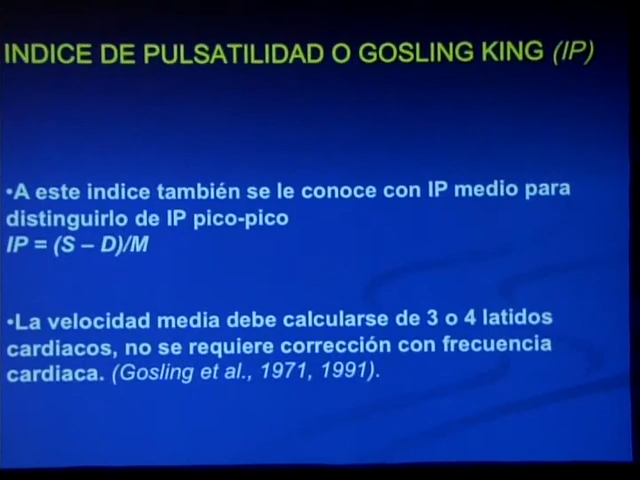 INDICE DE PULSATILIDAD O GOSLING KING (IP)
•A este indice también se le conoce con IP medio para
distinguirlo de IP pico-pico
IP = (S – D)/M
•La velocidad media debe calcularse de 3 o 4 latidos
cardiacos, no se requiere corrección con frecuencia
cardiaca. (Gosling et al., 1971, 1991).